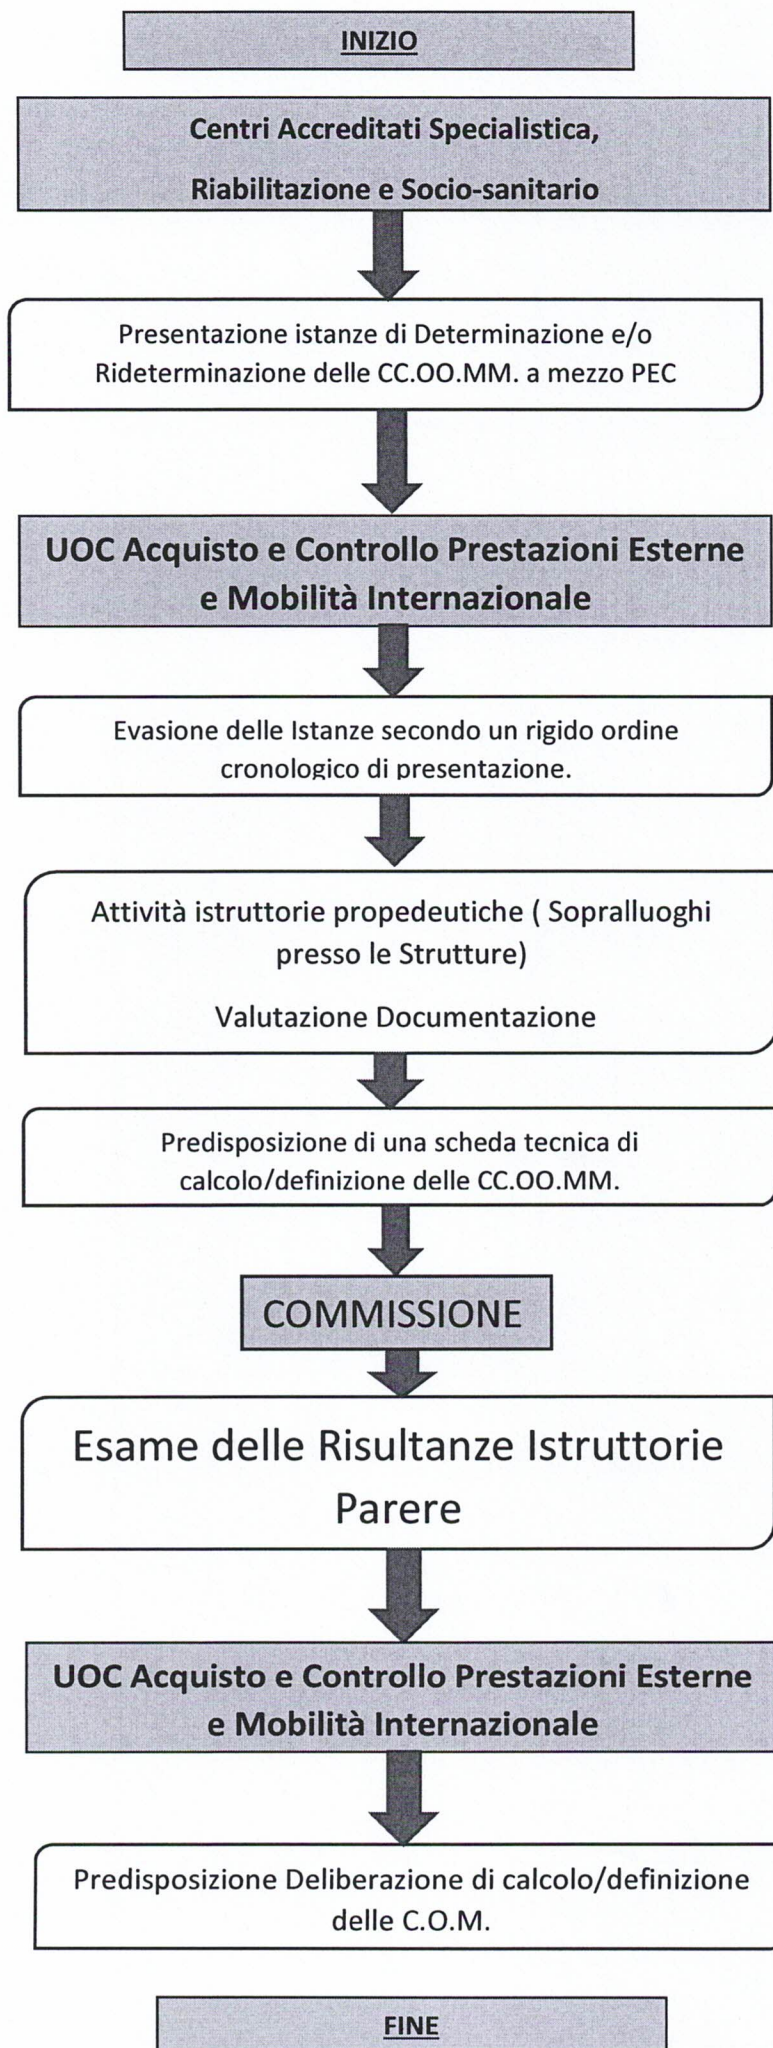 INIZIO
Centri Accreditati Specialistica,
Riabilitazione e Socio-sanitario
Presentazione istanze di Determinazione e/o
Rideterminazione delle CC.OO.MM. a mezzo PEC
UOC Acquisto e Controllo Prestazioni Esterne
e Mobilità Internazionale
Evasione delle Istanze secondo un rigido ordine
cronologico di presentazione.
Attività istruttorie propedeutiche ( Sopralluoghi
presso le Strutture)
Valutazione Documentazione
Predisposizione di una scheda tecnica di
calcolo/definizione delle CC.OO.MM.
COMMISSIONE
Esame delle Risultanze Istruttorie
Parere
UOC Acquisto e Controllo Prestazioni Esterne
e Mobilità Internazionale
Predisposizione Deliberazione di calcolo/definizione
delle C.O.M.
FINE